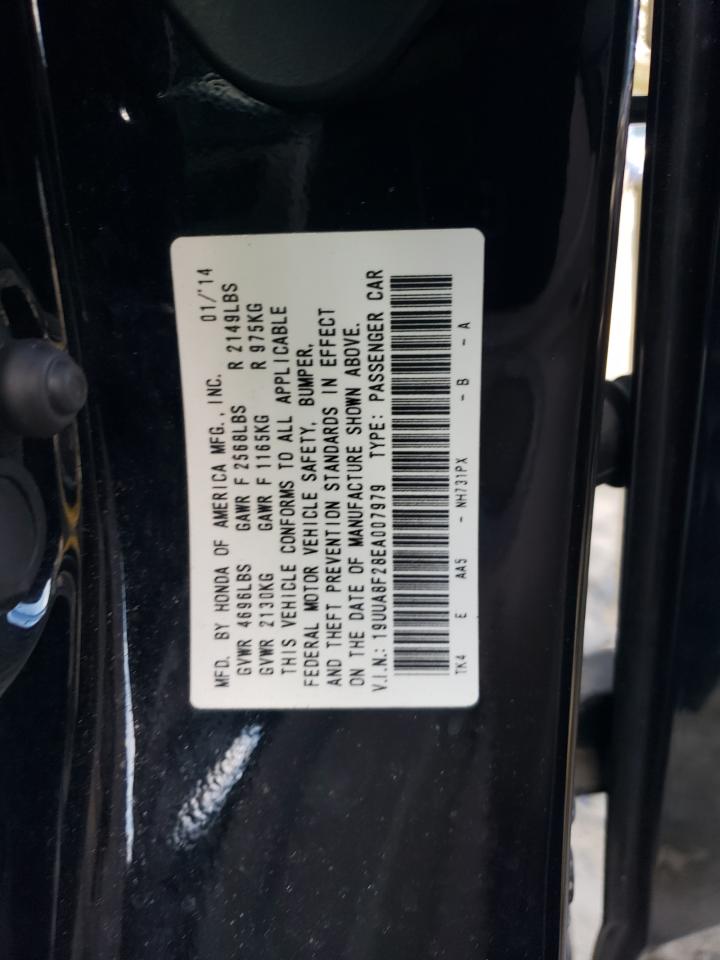 MFD. BY HONDA OF AMERICA MFG., INC. 01/'14
GVWR 4696LBS GAWR F 2568LBS R 2149LBS
GVWR 2130KG GAWR F 1165KG R 975KG
THIS VEHICLE CONFORMS TO ALL APPLICABLE
FEDERAL MOTOR VEHICLE SAFETY, BUMPER,
AND THEFT PREVENTION STANDARDS IN EFFECT
ON THE DATE OF MANUFACTURE SHOWN ABOVE.
V.I.N.: 19UUA8F28EA007979 TYPE: PASSENGER CAR
TK4 E AA5 - NH731PX - B - A